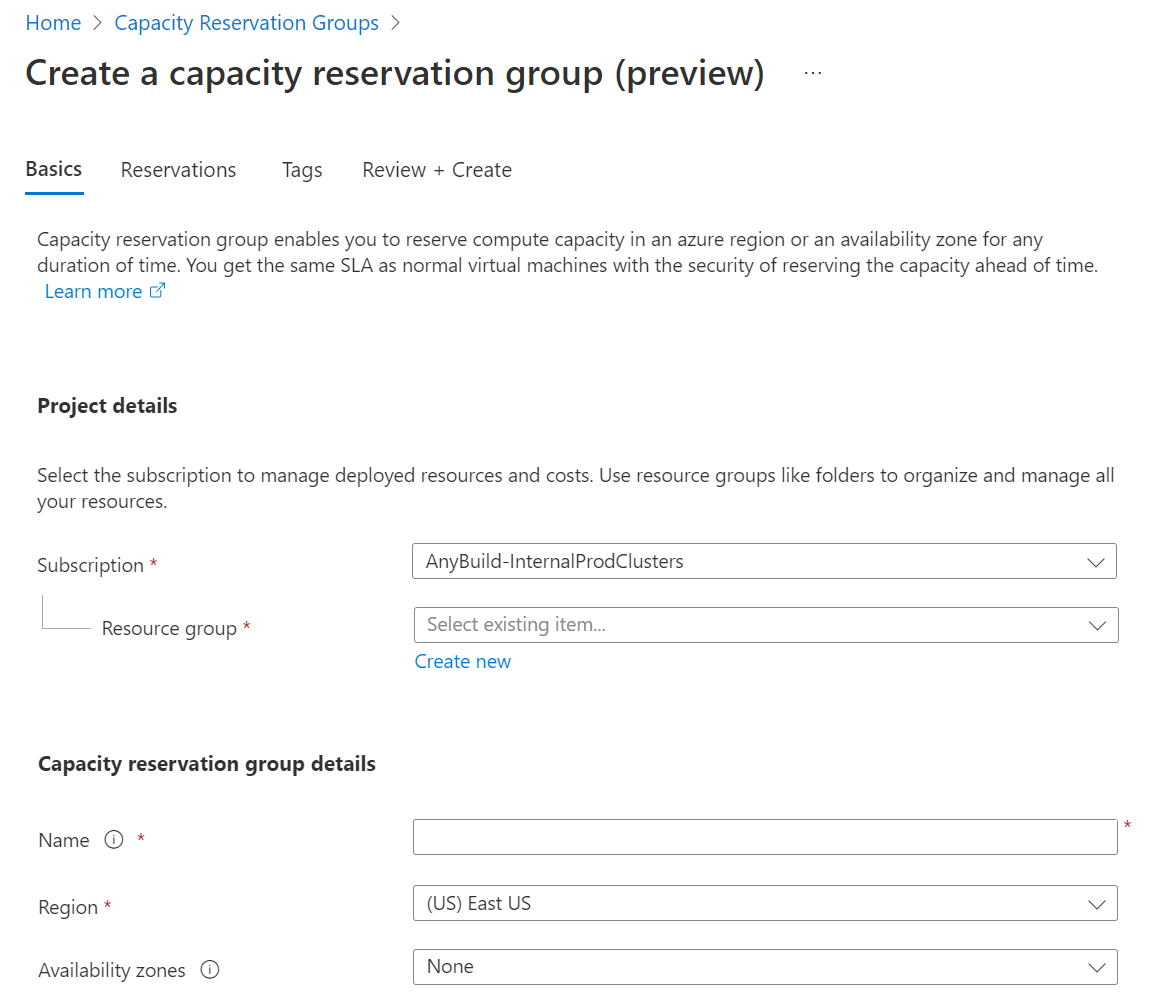 Home > Capacity Reservation Groups >
Create a capacity reservation group (preview) ...
Basics Reservations Tags Review + Create
Capacity reservation group enables you to reserve compute capacity in an azure region or an availability zone for any
duration of time. You get the same SLA as normal virtual machines with the security of reserving the capacity ahead of time.
Learn more
Project details
Select the subscription to manage deployed resources and costs. Use resource groups like folders to organize and manage all
your resources.
Subscription * AnyBuild-InternalProdClusters
Resource group * Select existing item...
Create new
Capacity reservation group details
Name * *
Region * (US) East US
Availability zones None